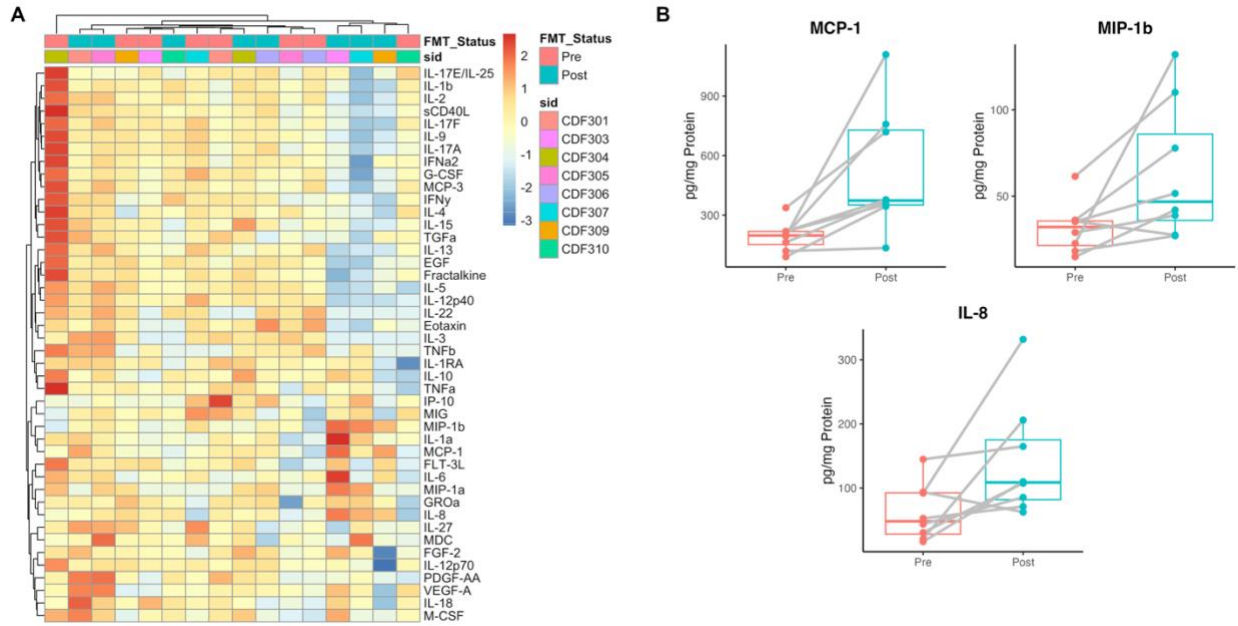 A
FMT_Status
sid
IL-17E/IL-25
IL-1b
IL-2
sCD40L
IL-17F
IL-9
IL-17A
IFNa2
G-CSF
MCP-3
IFNy
IL-4
IL-15
TGFa
IL-13
EGF
Fractalkine
IL-5
IL-12p40
IL-22
Eotaxin
IL-3
TNFb
IL-1RA
IL-10
TNFa
IP-10
MIG
MIP-1b
IL-1a
MCP-1
FLT-3L
IL-6
MIP-1a
GROa
IL-8
IL-27
MDC
FGF-2
IL-12p70
PDGF-AA
VEGF-A
IL-18
M-CSF
2
1
0
-1
-2
-3
FMT_Status
Pre
Post
sid
CDF301
CDF303
CDF304
CDF305
CDF306
CDF307
CDF309
CDF310
B
MCP-1
pg/mg Protein
900
600
300
Pre Post
MIP-1b
pg/mg Protein
100
50
Pre Post
IL-8
pg/mg Protein
300
200
100
Pre Post